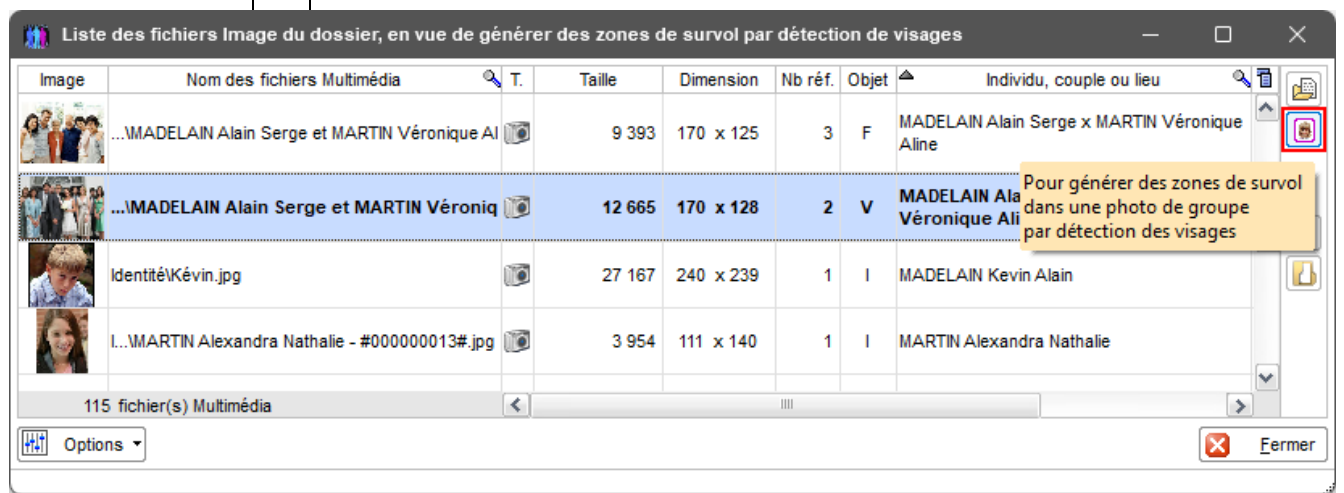 Liste des fichiers Image du dossier, en vue de générer des zones de survol par détection de visages
Image Nom des fichiers Multimédia T. Taille Dimension Nb réf. Objet Individu, couple ou lieu
...\MADELAIN Alain Serge et MARTIN Véronique Al 9 393 170 x 125 3 F MADELAIN Alain Serge x MARTIN Véronique
Aline
...\MADELAIN Alain Serge et MARTIN Véroniq 12 665 170 x 128 2 V MADELAIN Ala
Véronique Ali
Pour générer des zones de survol
dans une photo de groupe
par détection des visages
Identité\Kévin.jpg 27 167 240 x 239 1 I MADELAIN Kevin Alain
I...\MARTIN Alexandra Nathalie - #000000013#.jpg 3 954 111 x 140 1 I MARTIN Alexandra Nathalie
115 fichier(s) Multimédia
Options Fermer